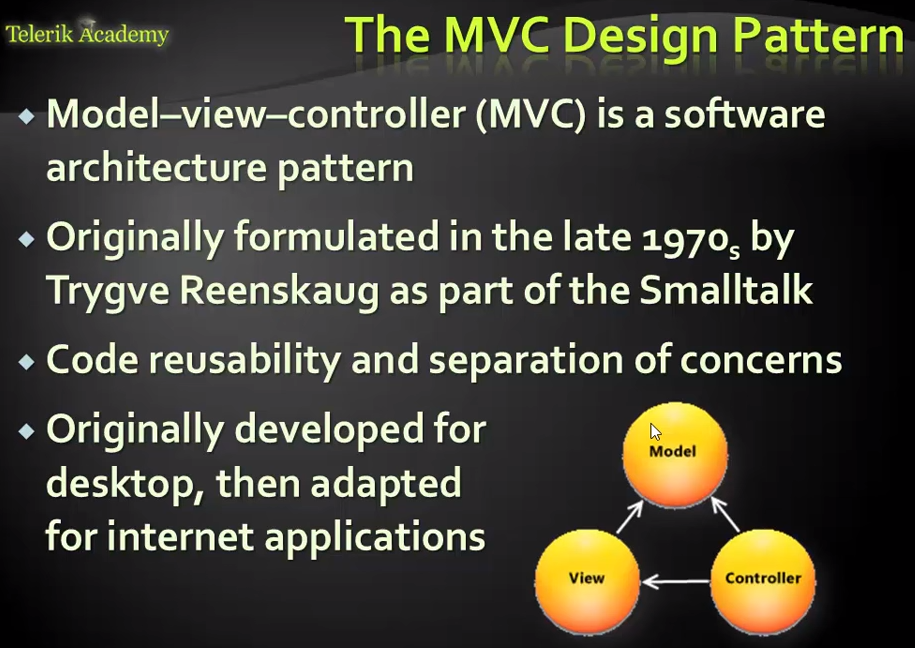 Telerik Academy
The MVC Design Pattern
Model–view–controller (MVC) is a software
architecture pattern
Originally formulated in the late 1970s by
Trygve Reenskaug as part of the Smalltalk
Code reusability and separation of concerns
Originally developed for
desktop, then adapted
for internet applications
Model
View
Controller